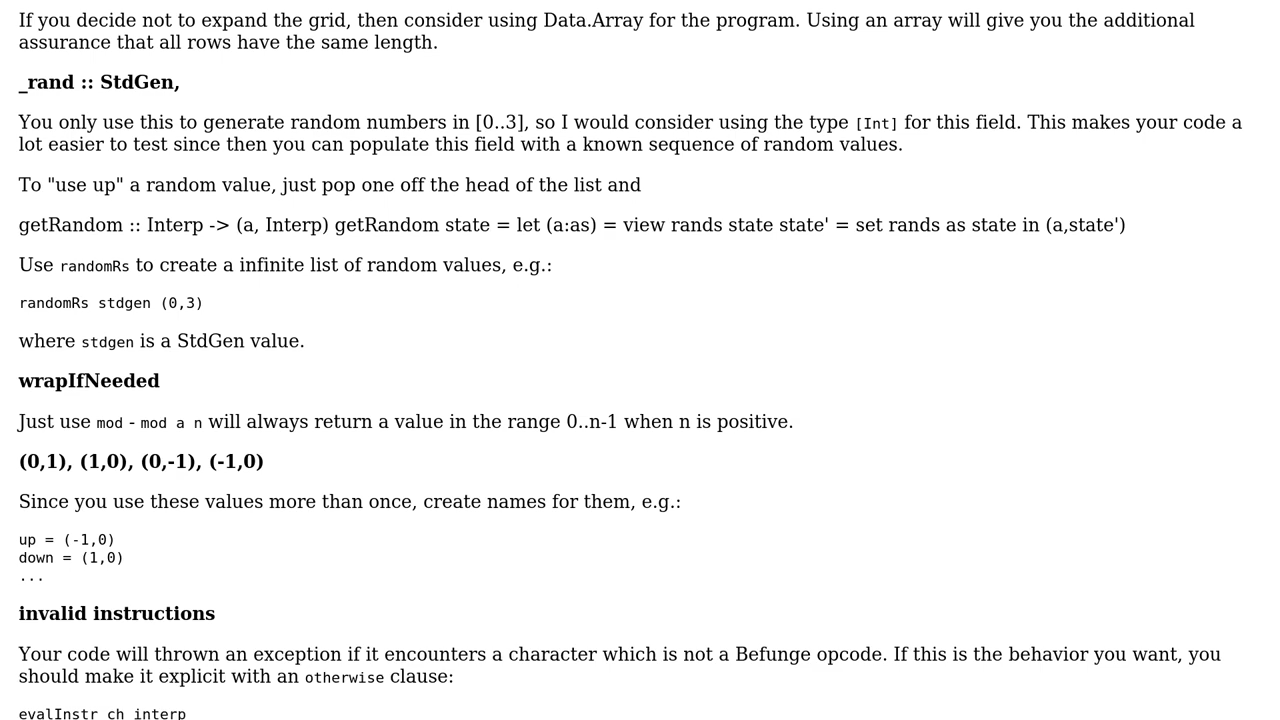 If you decide not to expand the grid, then consider using Data.Array for the program. Using an array will give you the additional
assurance that all rows have the same length.
_rand :: StdGen,
You only use this to generate random numbers in [0..3], so I would consider using the type [Int] for this field. This makes your code a
lot easier to test since then you can populate this field with a known sequence of random values.
To "use up" a random value, just pop one off the head of the list and
getRandom :: Interp -> (a, Interp) getRandom state = let (a:as) = view rands state state' = set rands as state in (a,state')
Use randomRs to create a infinite list of random values, e.g.:
randomRs stdgen (0,3)
where stdgen is a StdGen value.
wrapIfNeeded
Just use mod - mod a n will always return a value in the range 0..n-1 when n is positive.
(0,1), (1,0), (0,-1), (-1,0)
Since you use these values more than once, create names for them, e.g.:
up = (-1,0)
down = (1,0)
...
invalid instructions
Your code will thrown an exception if it encounters a character which is not a Befunge opcode. If this is the behavior you want, you
should make it explicit with an otherwise clause:
evalInstr ch interp